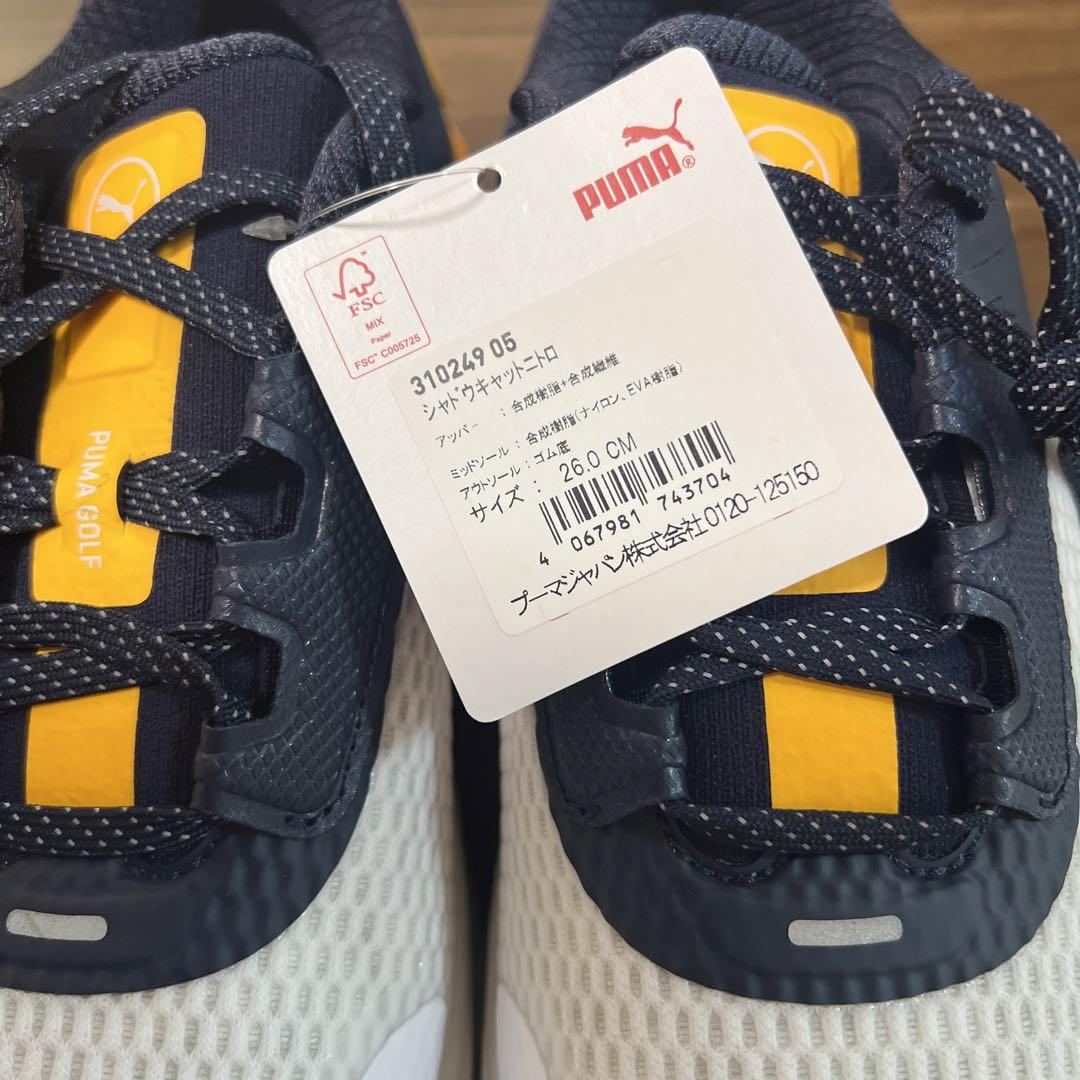 PUMA®
FSC
MIX
Paper
FSC™ C005725
310249 05
シャドウキャットニトロ
アッパー : 合成樹脂+合成繊維
ミッドソール : 合成樹脂(ナイロン、EVA樹脂)
アウトソール : ゴム底
サイズ : 26.0 CM
4 067981 743704
プーマジャパン株式会社0120-125150
PUMA GOLF